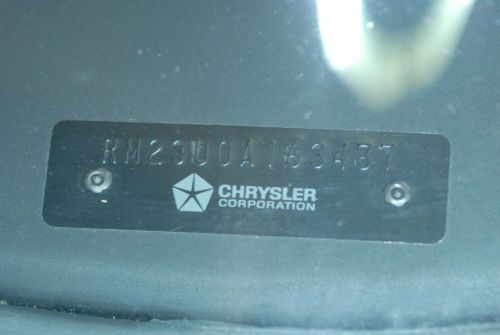 RM23U0A163487
CHRYSLER
CORPORATION